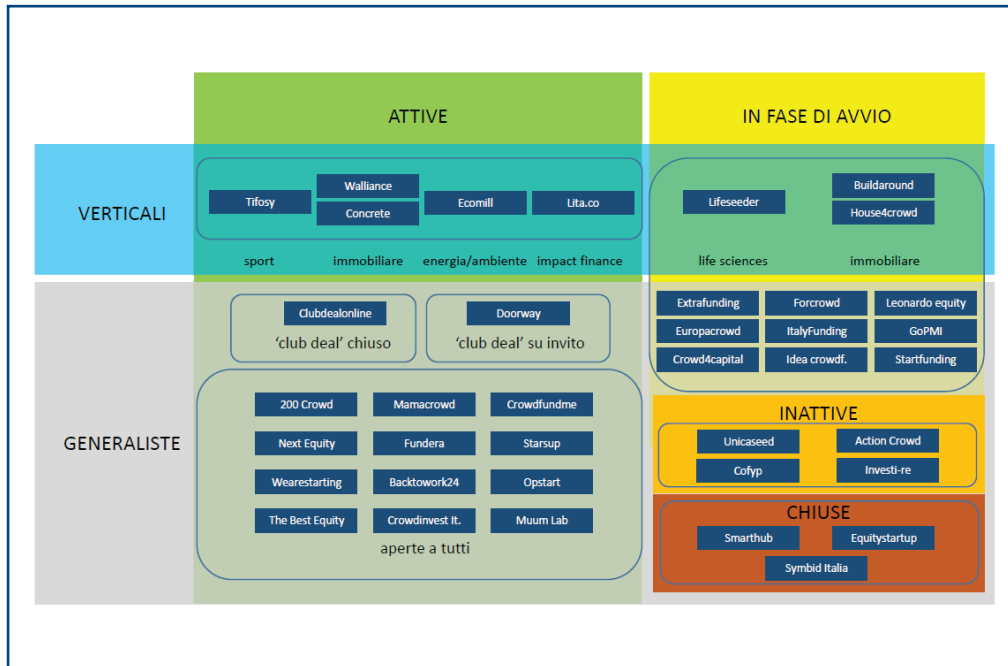 ATTIVE
IN FASE DI AVVIO
VERTICALI
Tifosy
Walliance
Concrete
Ecomill
Lita.co
Lifeseeder
Buildaround
House4crowd
sport
immobiliare
energia/ambiente
impact finance
life sciences
immobiliare
GENERALISTE
Clubdealonline
'club deal' chiuso
Doorway
'club deal' su invito
Extrafunding
Forcrowd
Leonardo equity
Europacrowd
ItalyFunding
GoPMI
Crowd4capital
Idea crowdf.
Startfunding
200 Crowd
Mamacrowd
Crowdfundme
Next Equity
Fundera
Starsup
Wearestarting
Backtowork24
Opstart
The Best Equity
Crowdinvest It.
Muum Lab
aperte a tutti
INATTIVE
Unicaseed
Action Crowd
Cofyp
Investi-re
CHIUSE
Smarthub
Equitystartup
Symbid Italia